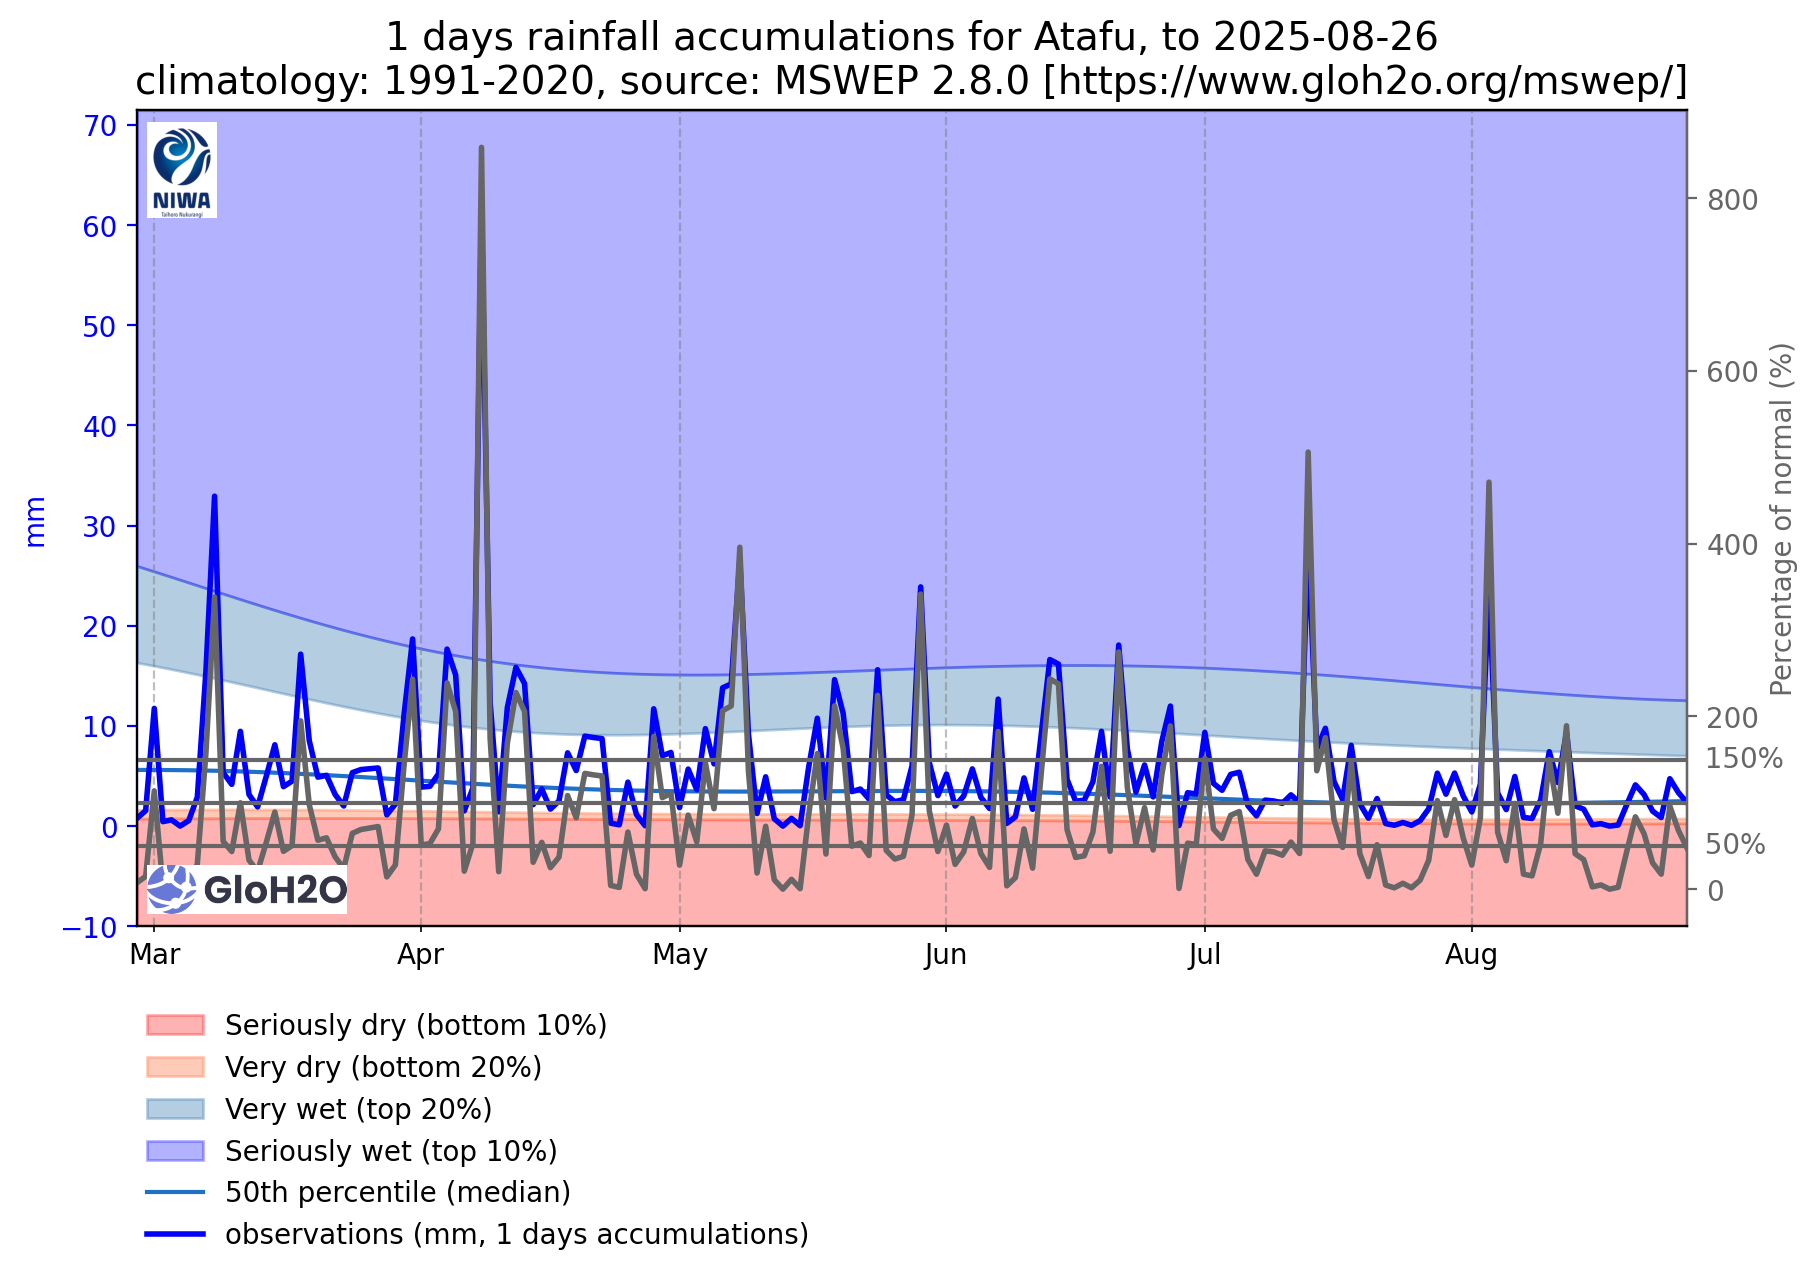 1 days rainfall accumulations for Atafu, to 2025-08-26
climatology: 1991-2020, source: MSWEP 2.8.0 [https://www.gloh2o.org/mswep/]
70
60
50
40
30
20
10
0
−10
mm
NIWA
Taihoro Nukurangi
GloH2O
800
600
400
200
150%
50%
0
Percentage of normal (%)
Mar
Apr
May
Jun
Jul
Aug
Seriously dry (bottom 10%)
Very dry (bottom 20%)
Very wet (top 20%)
Seriously wet (top 10%)
50th percentile (median)
observations (mm, 1 days accumulations)